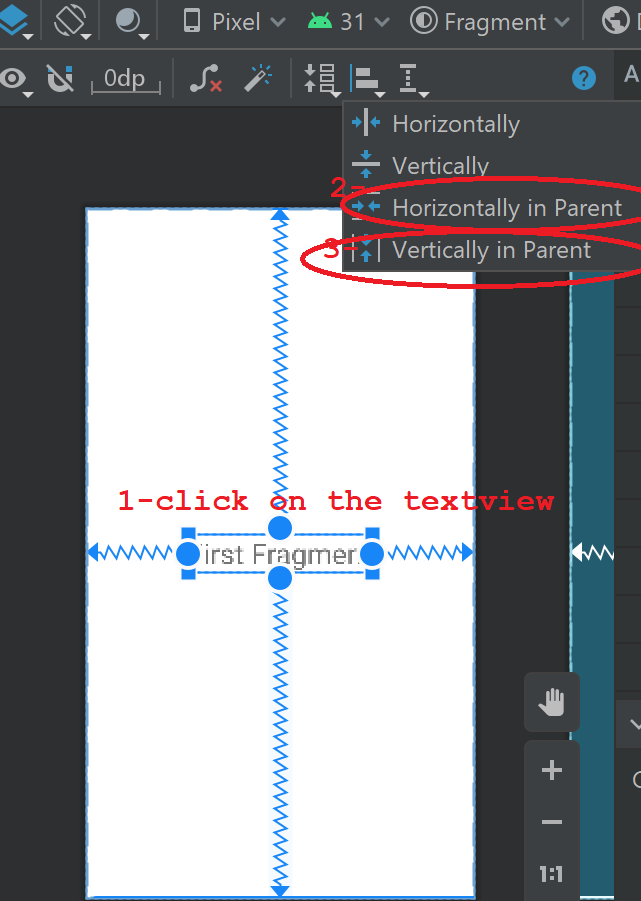 Pixel 31 Fragment
0dp
?
A
Horizontally
Vertically
2-
Horizontally in Parent
3-
Vertically in Parent
1-click on the textview
irst Fragmen
1:1